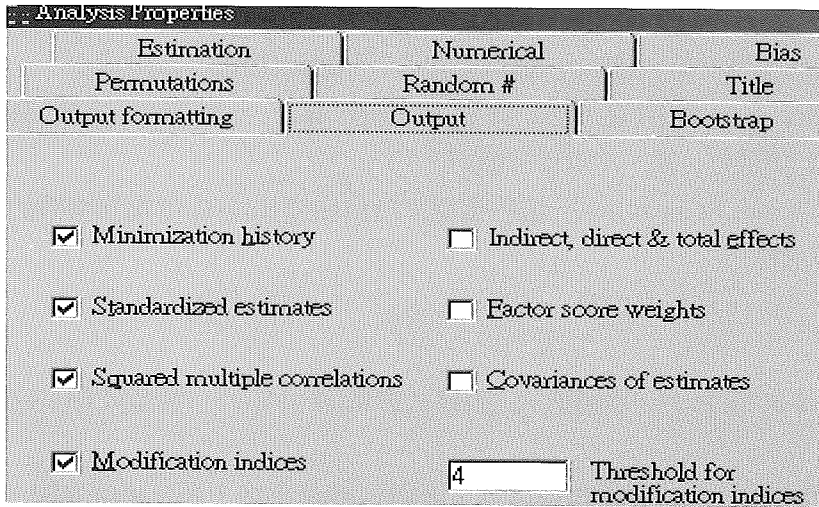 Analysis Properties
Estimation Numerical Bias
Permutations Random # Title
Output formatting Output Bootstrap
Minimization history Indirect, direct & total effects
Standardized estimates Factor score weights
Squared multiple correlations Covariances of estimates
Modification indices 4 Threshold for
modification indices